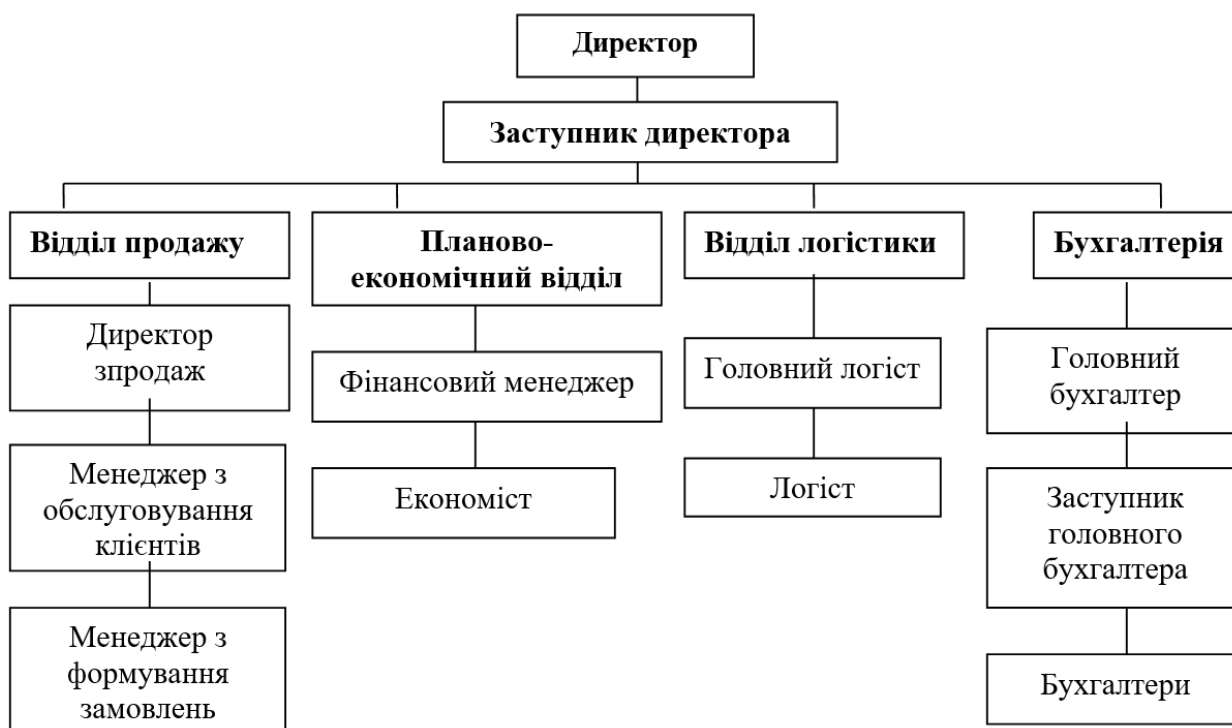 Директор
Заступник директора
Відділ продажу
Планово-
економічний відділ
Відділ логістики
Бухгалтерія
Директор
зпродаж
Фінансовий менеджер
Головний логіст
Головний
бухгалтер
Менеджер з
обслуговування
клієнтів
Економіст
Логіст
Заступник
головного
бухгалтера
Менеджер з
формування
замовлень
Бухгалтери